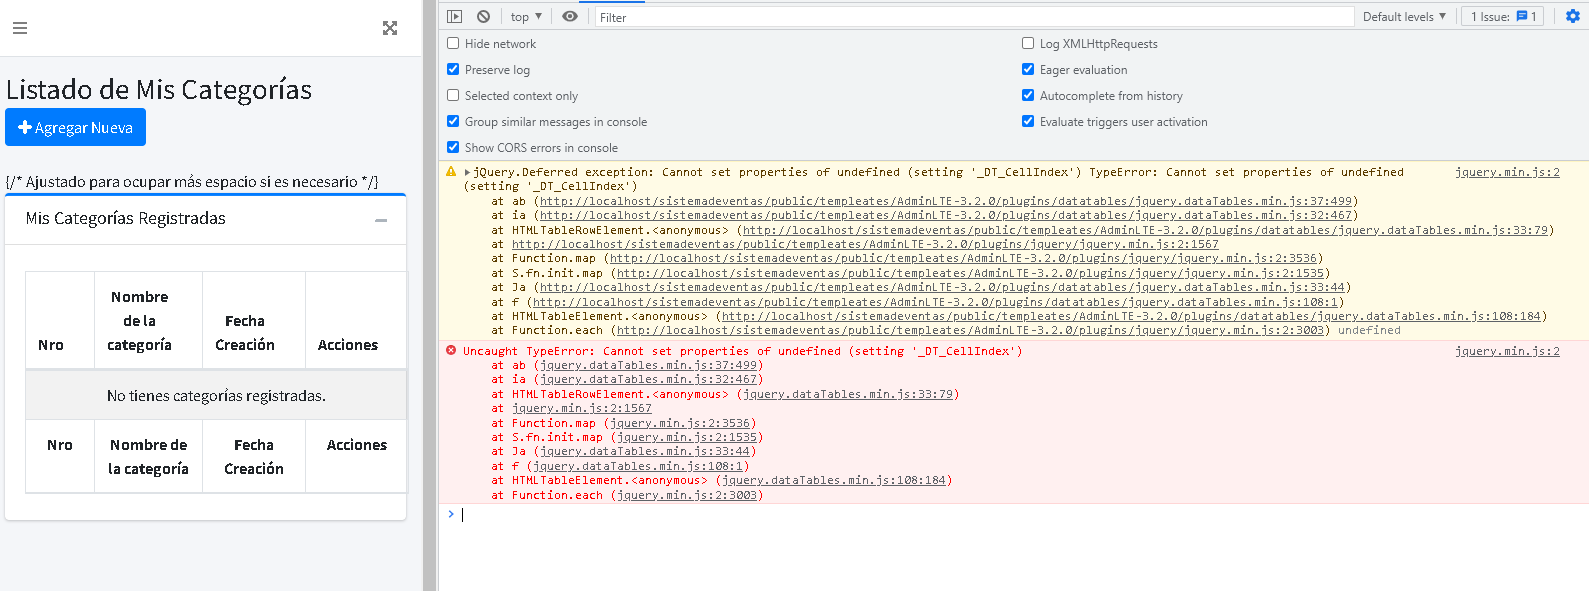 Listado de Mis Categorías
Agregar Nueva
{/* Ajustado para ocupar más espacio si es necesario */}
Mis Categorías Registradas
Nro
Nombre
de la
categoría
Fecha
Creación
Acciones
No tienes categorías registradas.
Nro
Nombre de
la categoría
Fecha
Creación
Acciones
top ▼
Filter
Default levels ▼
1 Issue: 1
Hide network
Log XMLHttpRequests
Preserve log
Eager evaluation
Selected context only
Autocomplete from history
Group similar messages in console
Evaluate triggers user activation
Show CORS errors in console
jQuery.Deferred exception: Cannot set properties of undefined (setting '_DT_CellIndex') TypeError: Cannot set properties of undefined jquery.min.js:2
(setting '_DT_CellIndex')
at ab (http://localhost/sistemadeventas/public/templeates/AdminLTE-3.2.0/plugins/datatables/jquery.dataTables.min.js:37:499)
at ia (http://localhost/sistemadeventas/public/templeates/AdminLTE-3.2.0/plugins/datatables/jquery.dataTables.min.js:32:467)
at HTMLTableRowElement.<anonymous> (http://localhost/sistemadeventas/public/templeates/AdminLTE-3.2.0/plugins/datatables/jquery.dataTables.min.js:33:79)
at http://localhost/sistemadeventas/public/templeates/AdminLTE-3.2.0/plugins/jquery/jquery.min.js:2:1567
at Function.map (http://localhost/sistemadeventas/public/templeates/AdminLTE-3.2.0/plugins/jquery/jquery.min.js:2:3536)
at S.fn.init.map (http://localhost/sistemadeventas/public/templeates/AdminLTE-3.2.0/plugins/jquery/jquery.min.js:2:1535)
at Ja (http://localhost/sistemadeventas/public/templeates/AdminLTE-3.2.0/plugins/datatables/jquery.dataTables.min.js:33:44)
at f (http://localhost/sistemadeventas/public/templeates/AdminLTE-3.2.0/plugins/datatables/jquery.dataTables.min.js:108:1)
at HTMLTableElement.<anonymous> (http://localhost/sistemadeventas/public/templeates/AdminLTE-3.2.0/plugins/datatables/jquery.dataTables.min.js:108:184)
at Function.each (http://localhost/sistemadeventas/public/templeates/AdminLTE-3.2.0/plugins/jquery/jquery.min.js:2:3003) undefined
Uncaught TypeError: Cannot set properties of undefined (setting '_DT_CellIndex') jquery.min.js:2
at ab (jquery.dataTables.min.js:37:499)
at ia (jquery.dataTables.min.js:32:467)
at HTMLTableRowElement.<anonymous> (jquery.dataTables.min.js:33:79)
at jquery.min.js:2:1567
at Function.map (jquery.min.js:2:3536)
at S.fn.init.map (jquery.min.js:2:1535)
at Ja (jquery.dataTables.min.js:33:44)
at f (jquery.dataTables.min.js:108:1)
at HTMLTableElement.<anonymous> (jquery.dataTables.min.js:108:184)
at Function.each (jquery.min.js:2:3003)